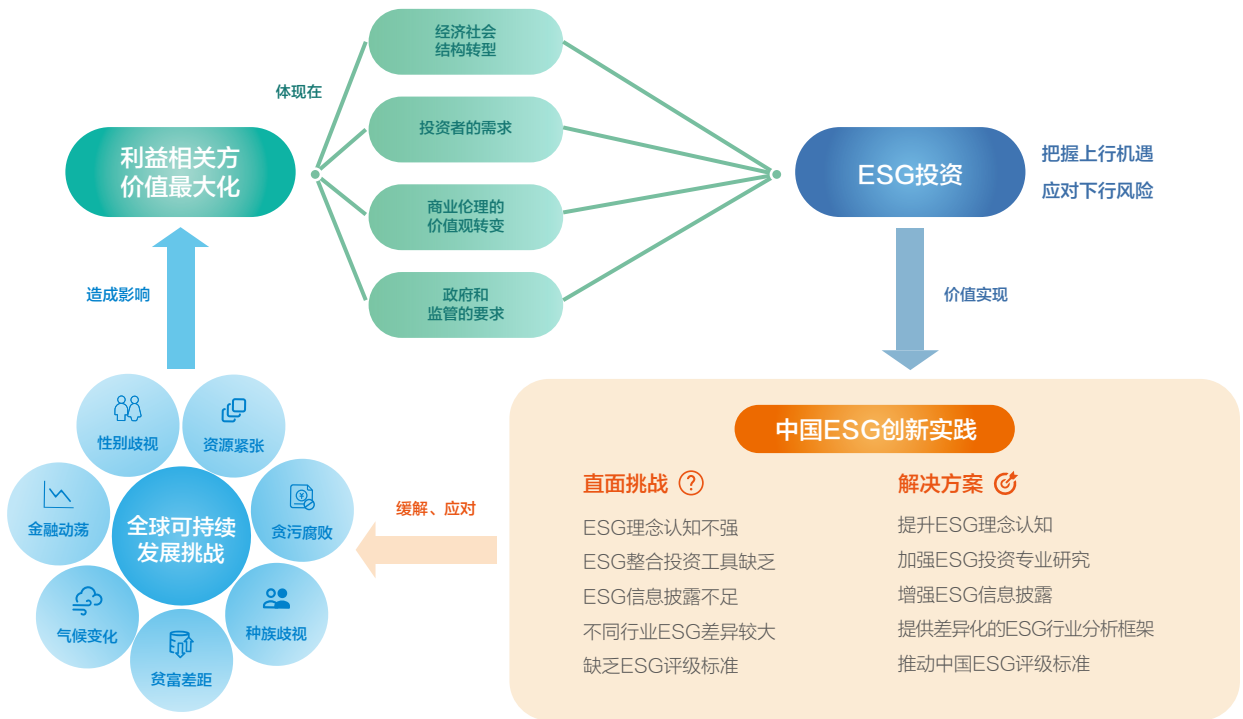 经济社会
结构转型
体现在
投资者的需求
利益相关方
价值最大化
商业伦理的
价值观转变
政府和
监管的要求
ESG投资
把握上行机遇
应对下行风险
造成影响
价值实现
性别歧视
资源紧张
金融动荡
贪污腐败
全球可持续
发展挑战
气候变化
种族歧视
贫富差距
缓解、应对
中国ESG创新实践
直面挑战
ESG理念认知不强
ESG整合投资工具缺乏
ESG信息披露不足
不同行业ESG差异较大
缺乏ESG评级标准
解决方案
提升ESG理念认知
加强ESG投资专业研究
增强ESG信息披露
提供差异化的ESG行业分析框架
推动中国ESG评级标准